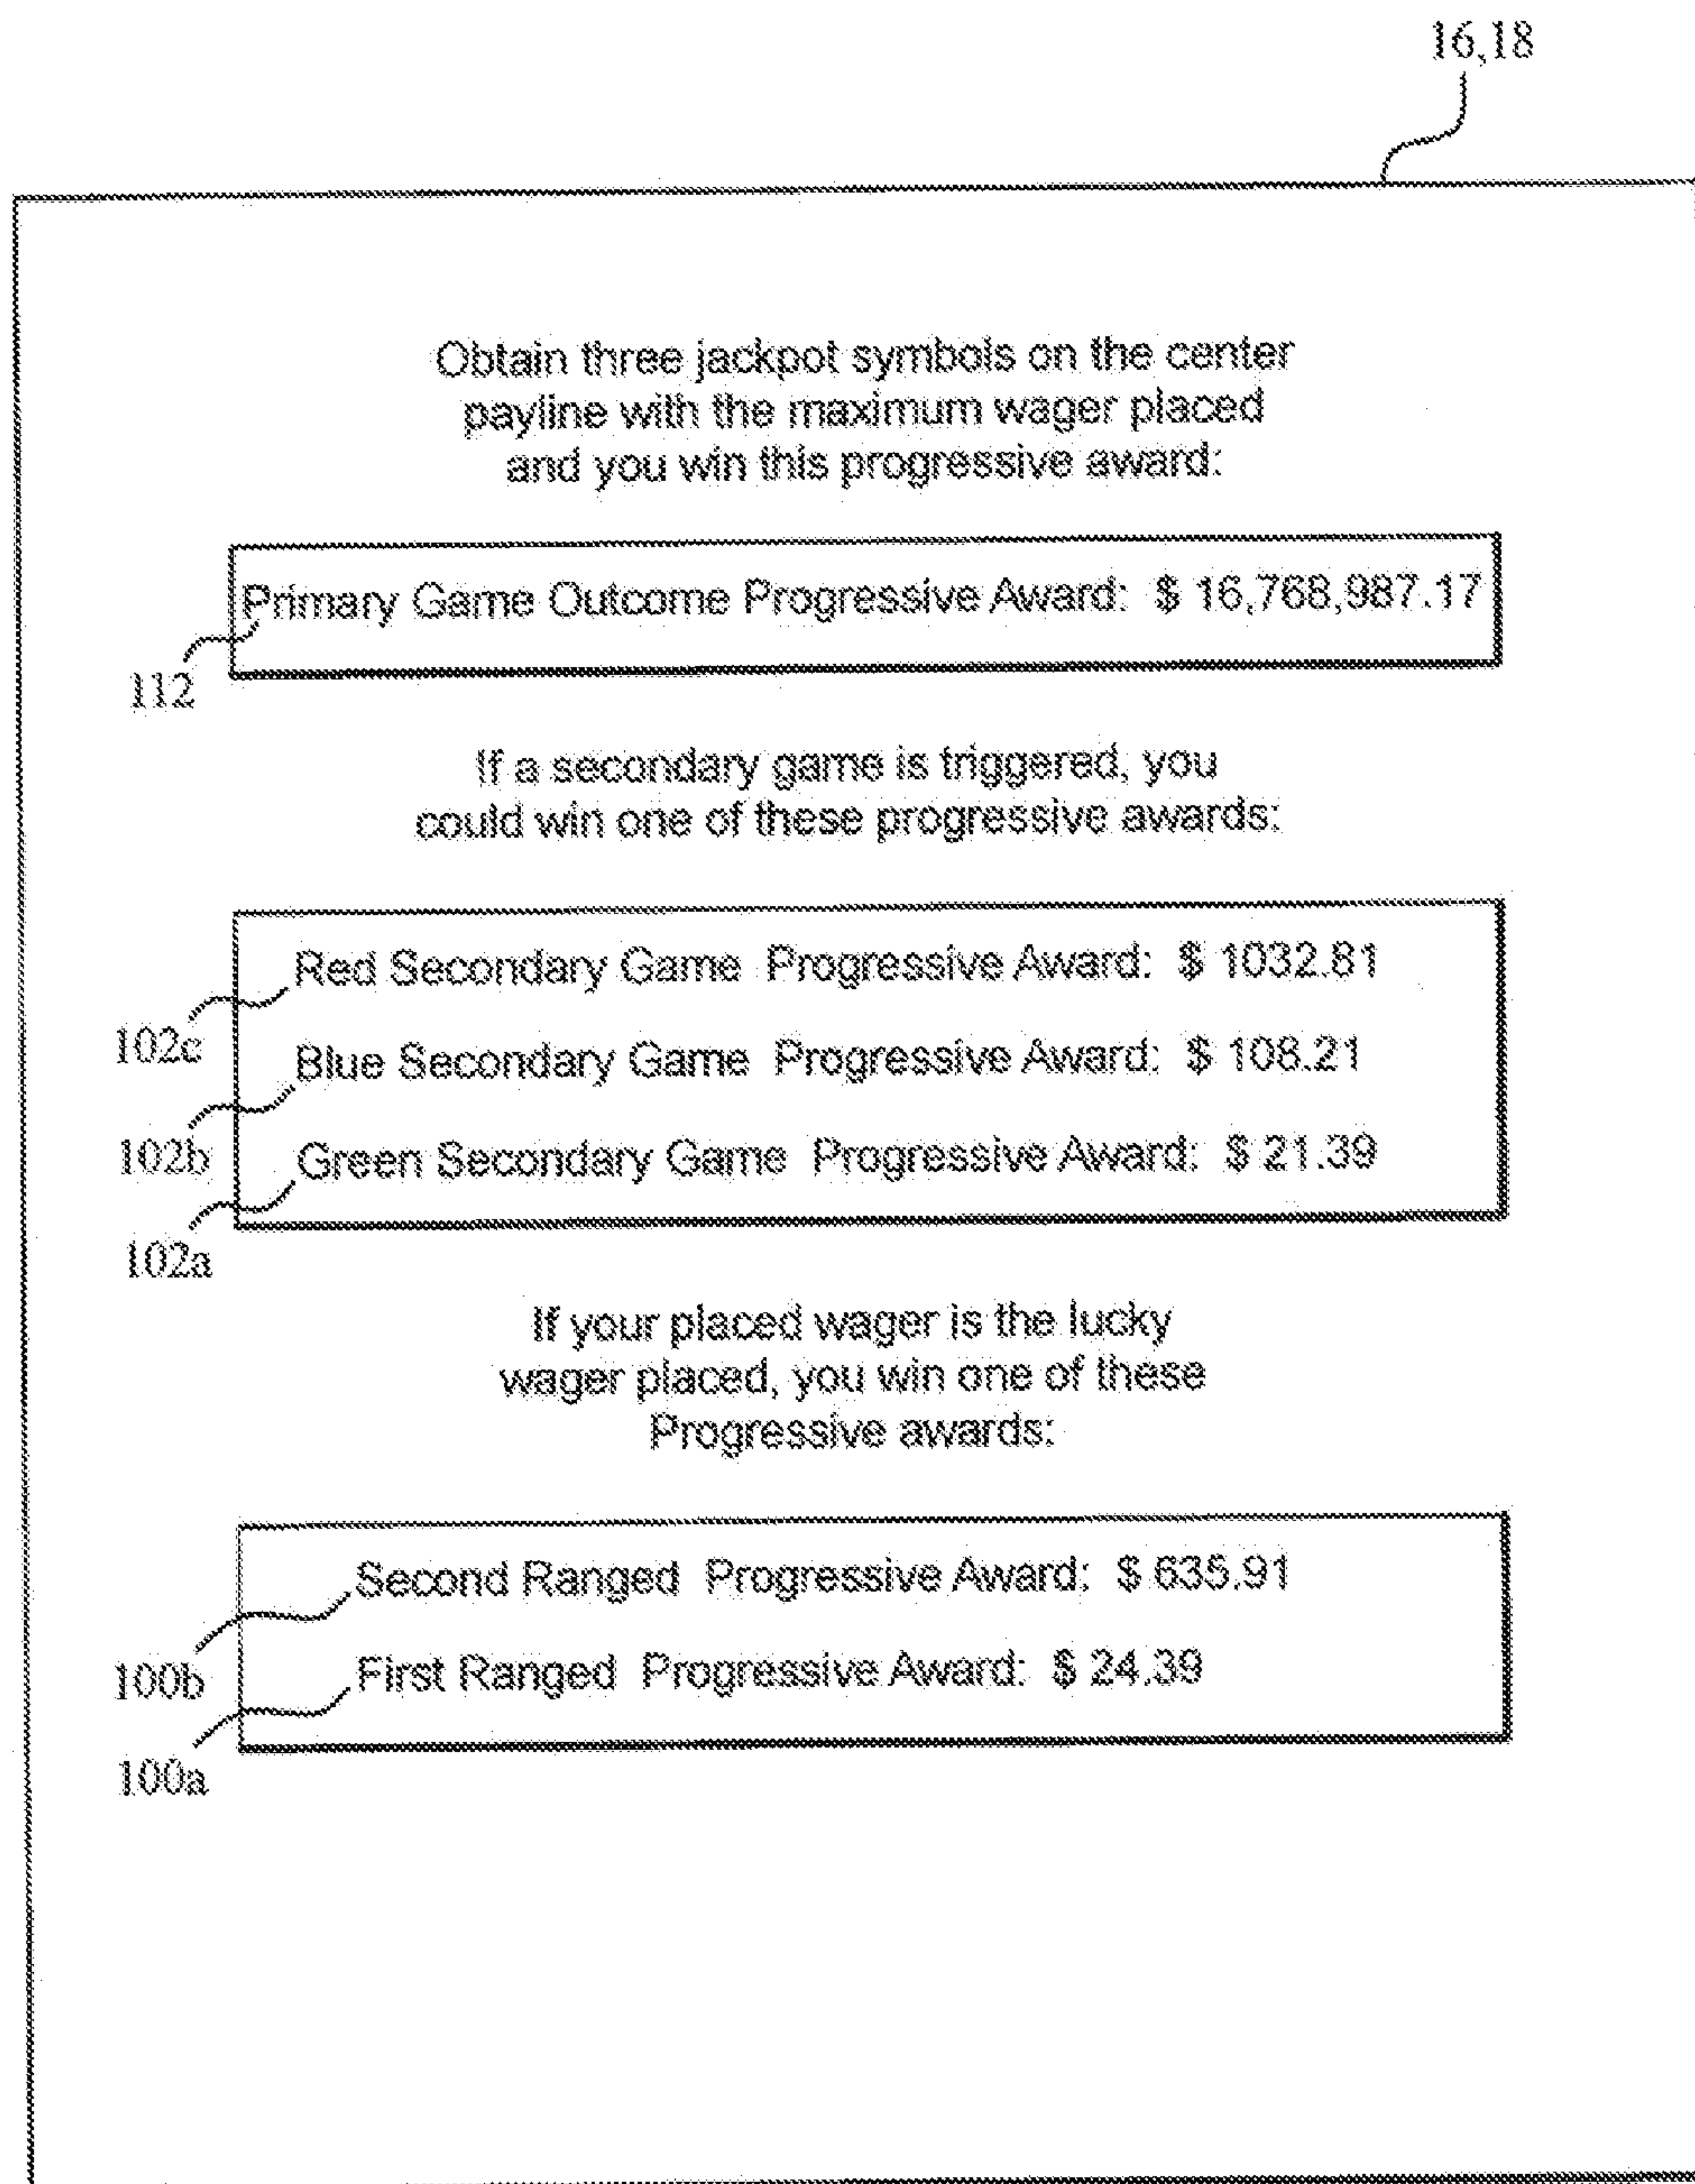 16,18
Obtain three jackpot symbols on the center
payline with the maximum wager placed
and you win this progressive award:
Primary Game Outcome Progressive Award: $ 16,768,987.17
112
If a secondary game is triggered, you
could win one of these progressive awards:
Red Secondary Game Progressive Award: $ 1032.81
102c
Blue Secondary Game Progressive Award: $ 108.21
102b
Green Secondary Game Progressive Award: $ 21.39
102a
If your placed wager is the lucky
wager placed, you win one of these
Progressive awards:
Second Ranged Progressive Award: $ 635.91
100b
First Ranged Progressive Award: $ 24.39
100a